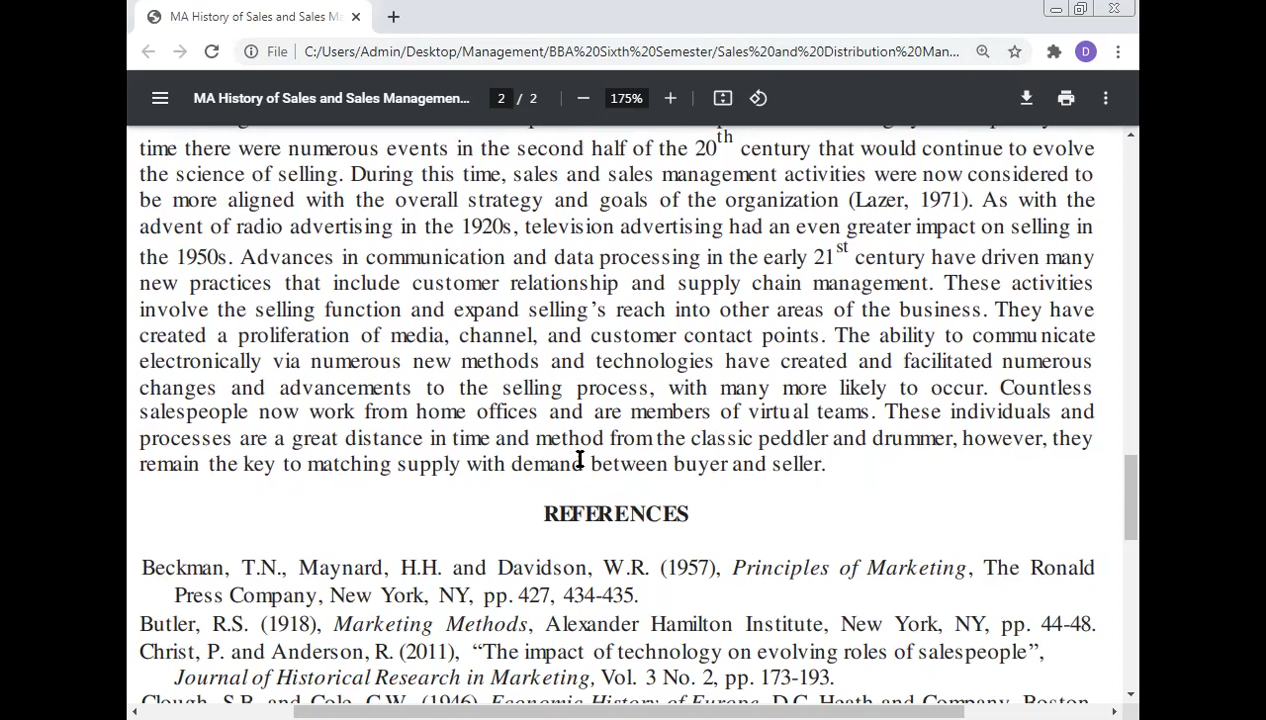 MA History of Sales and Sales Ma
File C:/Users/Admin/Desktop/Management/BBA%20Sixth%20Semester/Sales%20and%20Distribution%20Man...
D
MA History of Sales and Sales Managemen... 2 / 2 175%
time there were numerous events in the second half of the 20th century that would continue to evolve
the science of selling. During this time, sales and sales management activities were now considered to
be more aligned with the overall strategy and goals of the organization (Lazer, 1971). As with the
advent of radio advertising in the 1920s, television advertising had an even greater impact on selling in
the 1950s. Advances in communication and data processing in the early 21st century have driven many
new practices that include customer relationship and supply chain management. These activities
involve the selling function and expand selling's reach into other areas of the business. They have
created a proliferation of media, channel, and customer contact points. The ability to communicate
electronically via numerous new methods and technologies have created and facilitated numerous
changes and advancements to the selling process, with many more likely to occur. Countless
salespeople now work from home offices and are members of virtual teams. These individuals and
processes are a great distance in time and method from the classic peddler and drummer, however, they
remain the key to matching supply with demand between buyer and seller.
REFERENCES
Beckman, T.N., Maynard, H.H. and Davidson, W.R. (1957), Principles of Marketing, The Ronald
Press Company, New York, NY, pp. 427, 434-435.
Butler, R.S. (1918), Marketing Methods, Alexander Hamilton Institute, New York, NY, pp. 44-48.
Christ, P. and Anderson, R. (2011), “The impact of technology on evolving roles of salespeople”,
Journal of Historical Research in Marketing, Vol. 3 No. 2, pp. 173-193.
Clough, S.B. and Cole, C.W. (1946), Economic History of Europe, D.C. Heath and Company, Boston,